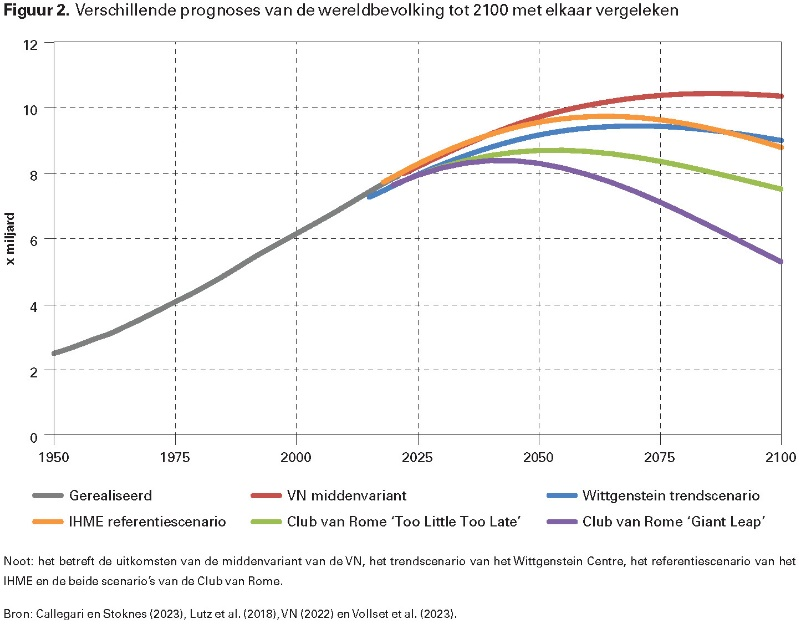 Figuur 2. Verschillende prognoses van de wereldbevolking tot 2100 met elkaar vergeleken
12
10
8
6
4
2
0
x miljard
1950 1975 2000 2025 2050 2075 2100
Gerealiseerd VN middenvariant Wittgenstein trendscenario
IHME referentiescenario Club van Rome ‘Too Little Too Late’ Club van Rome ‘Giant Leap’
Noot: het betreft de uitkomsten van de middenvariant van de VN, het trendscenario van het Wittgenstein Centre, het referentiescenario van het
IHME en de beide scenario’s van de Club van Rome.
Bron: Callegari en Stoknes (2023), Lutz et al. (2018), VN (2022) en Vollset et al. (2023).